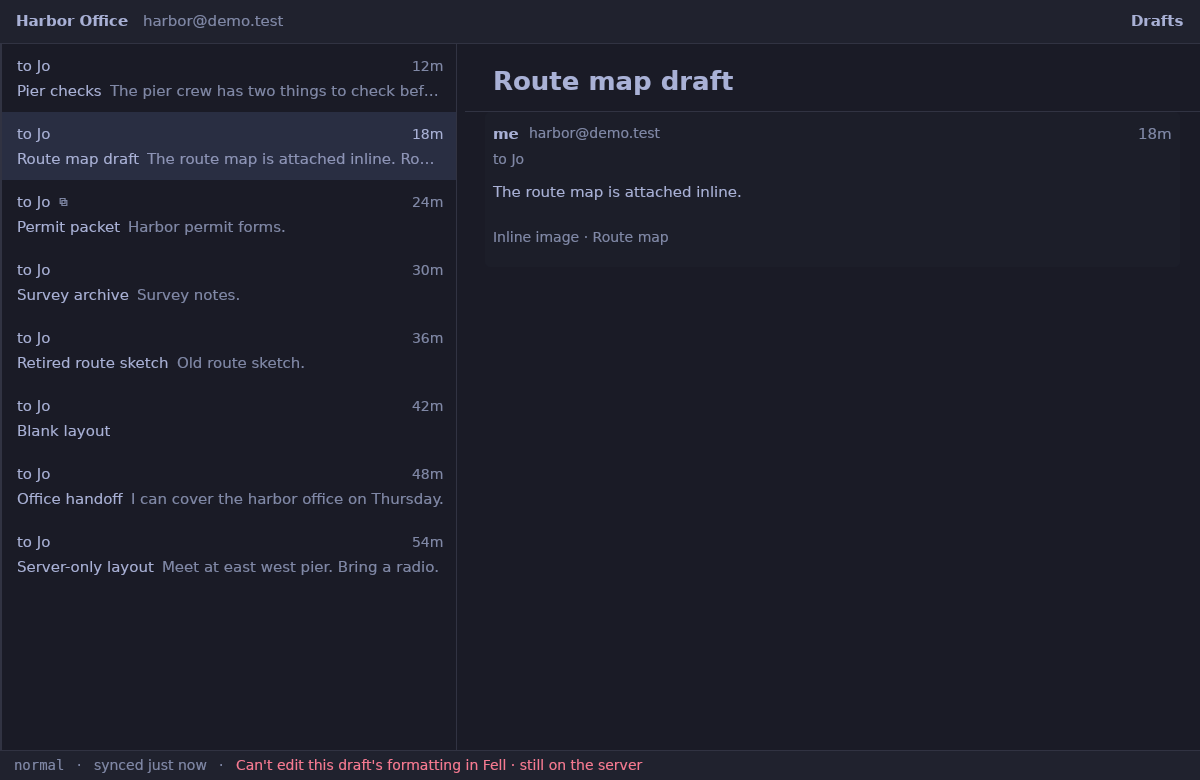 Harbor Office harbor@demo.test Drafts
to Jo 12m
Pier checks The pier crew has two things to check bef…
to Jo 18m
Route map draft The route map is attached inline. Ro…
to Jo 24m
Permit packet Harbor permit forms.
to Jo 30m
Survey archive Survey notes.
to Jo 36m
Retired route sketch Old route sketch.
to Jo 42m
Blank layout
to Jo 48m
Office handoff I can cover the harbor office on Thursday.
to Jo 54m
Server-only layout Meet at east west pier. Bring a radio.
Route map draft
me harbor@demo.test 18m
to Jo
The route map is attached inline.
Inline image · Route map
normal · synced just now · Can't edit this draft's formatting in Fell · still on the server